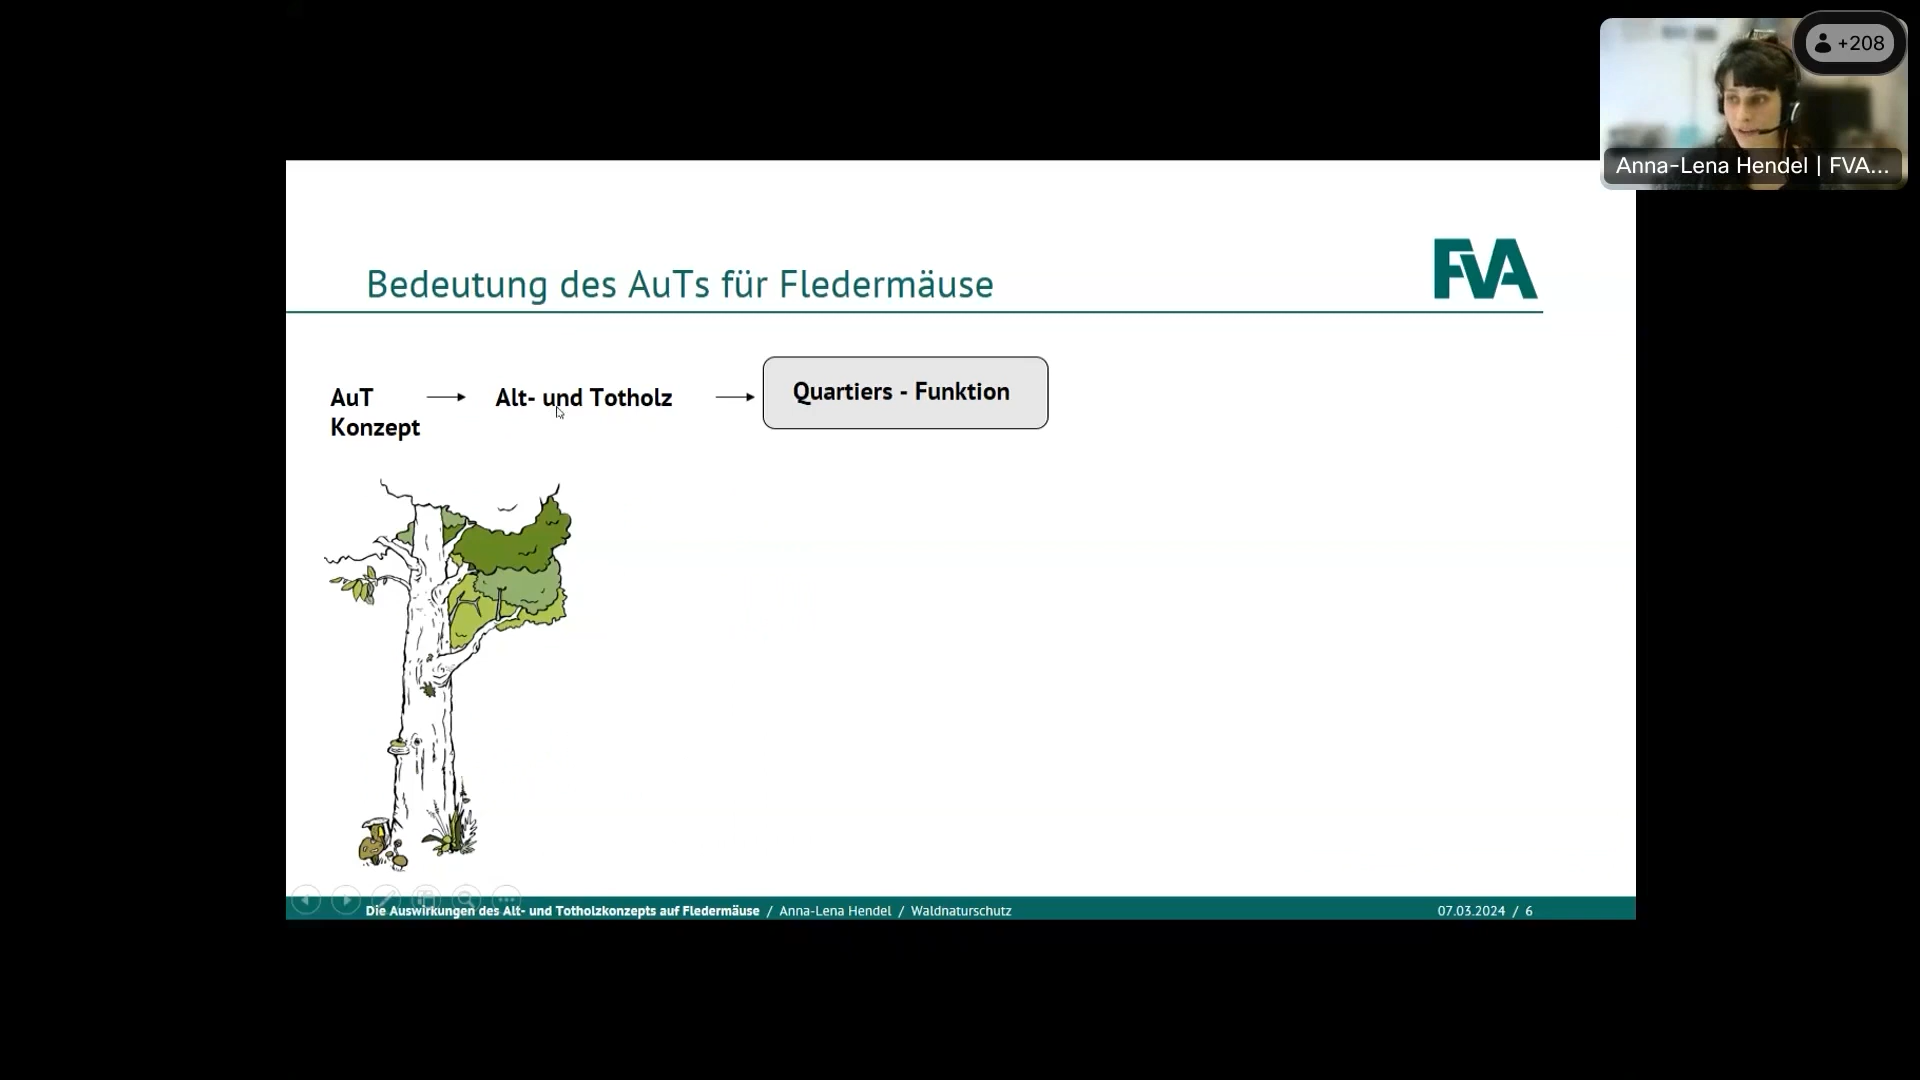 +208
Anna-Lena Hendel | FVA...
FVA
Bedeutung des AuTs für Fledermäuse
AuT Konzept
Alt- und Totholz
Quartiers - Funktion
Die Auswirkungen des Alt- und Totholzkonzepts auf Fledermäuse / Anna-Lena Hendel / Waldnaturschutz
07.03.2024 / 6